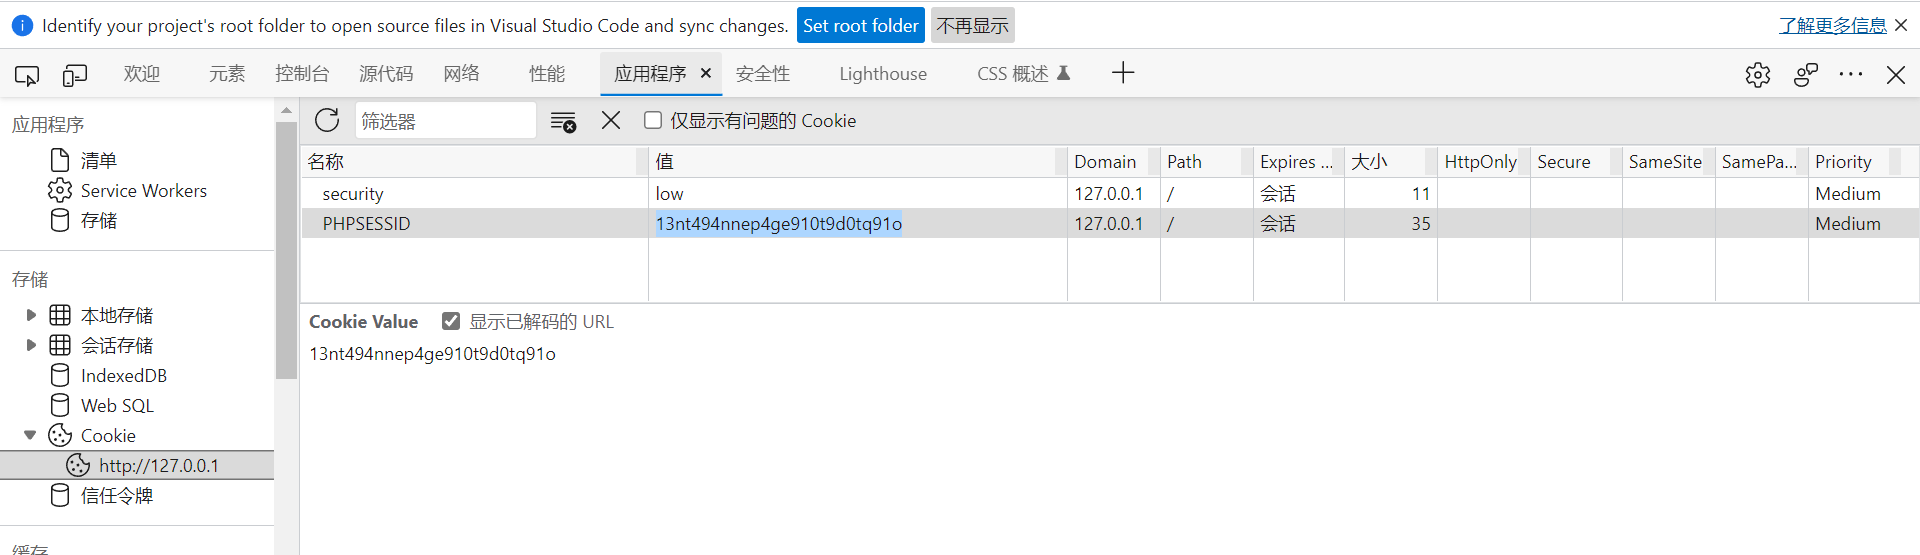 Identify your project's root folder to open source files in Visual Studio Code and sync changes. Set root folder 不再显示 了解更多信息
欢迎 元素 控制台 源代码 网络 性能 应用程序 安全性 Lighthouse CSS 概述
应用程序
清单
Service Workers
存储
存储
本地存储
会话存储
IndexedDB
Web SQL
Cookie
http://127.0.0.1
信任令牌
缓存
筛选器 仅显示有问题的 Cookie
名称 值 Domain Path Expires ... 大小 HttpOnly Secure SameSite SamePa... Priority
security low 127.0.0.1 / 会话 11 Medium
PHPSESSID 13nt494nnep4ge910t9d0tq91o 127.0.0.1 / 会话 35 Medium
Cookie Value 显示已解码的 URL
13nt494nnep4ge910t9d0tq91o